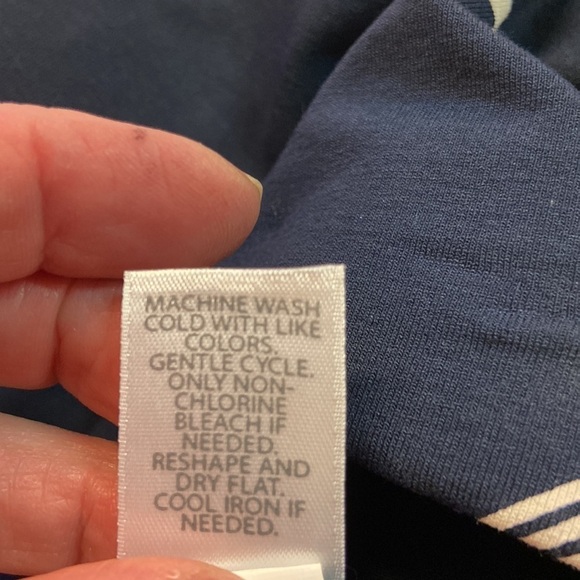 MACHINE WASH
COLD WITH LIKE
COLORS.
GENTLE CYCLE.
ONLY NON-
CHLORINE
BLEACH IF
NEEDED.
RESHAPE AND
DRY FLAT.
COOL IRON IF
NEEDED.